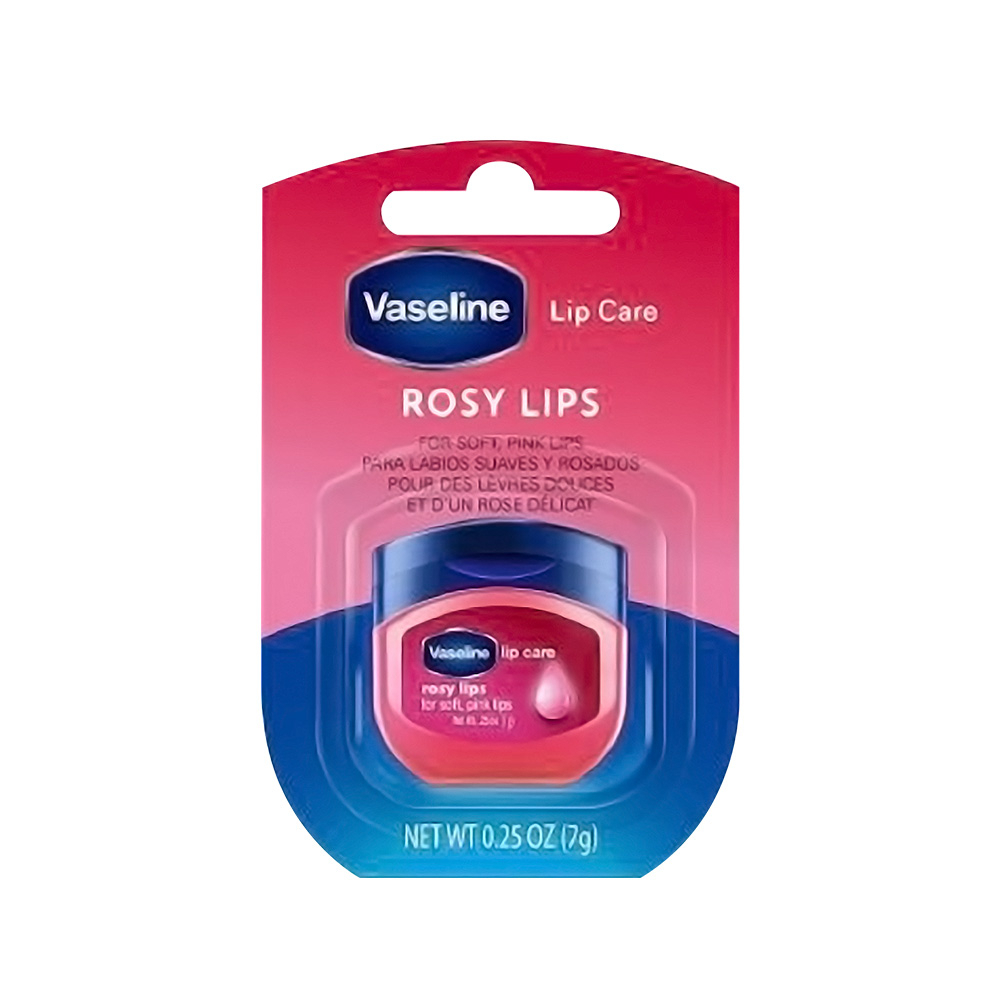 Vaseline
Lip Care
ROSY LIPS
FOR SOFT, PINK LIPS
PARA LABIOS SUAVES Y ROSADOS
POUR DES LÈVRES DOUCES
ET D'UN ROSE DÉLICAT
Vaseline lip care
rosy lips
for soft, pink lips
NET WT 0.25 OZ (7g)